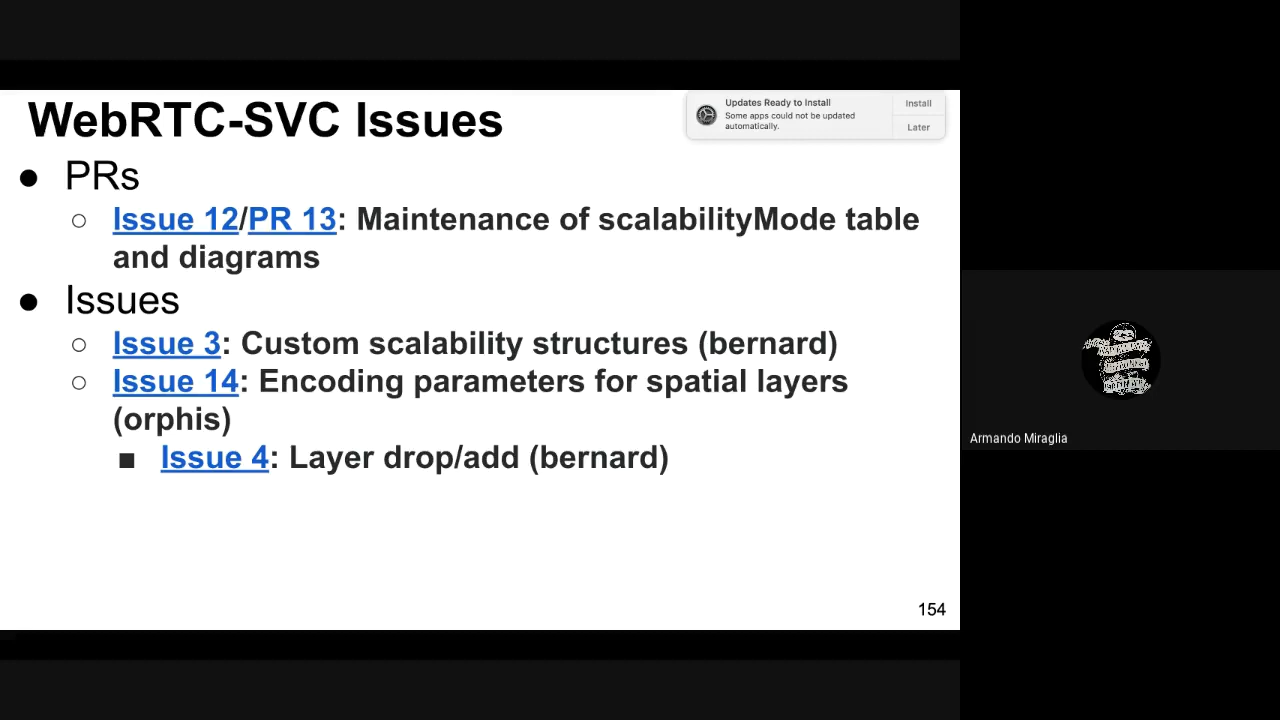 WebRTC-SVC Issues
Updates Ready to Install
Some apps could not be updated
automatically.
Install
Later
● PRs
○ Issue 12/PR 13: Maintenance of scalabilityMode table
and diagrams
● Issues
○ Issue 3: Custom scalability structures (bernard)
○ Issue 14: Encoding parameters for spatial layers
(orphis)
■ Issue 4: Layer drop/add (bernard)
154
Armando Miraglia